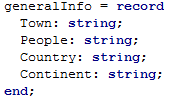 generalInfo = record
  Town: string;
  People: string;
  Country: string;
  Continent: string;
end;